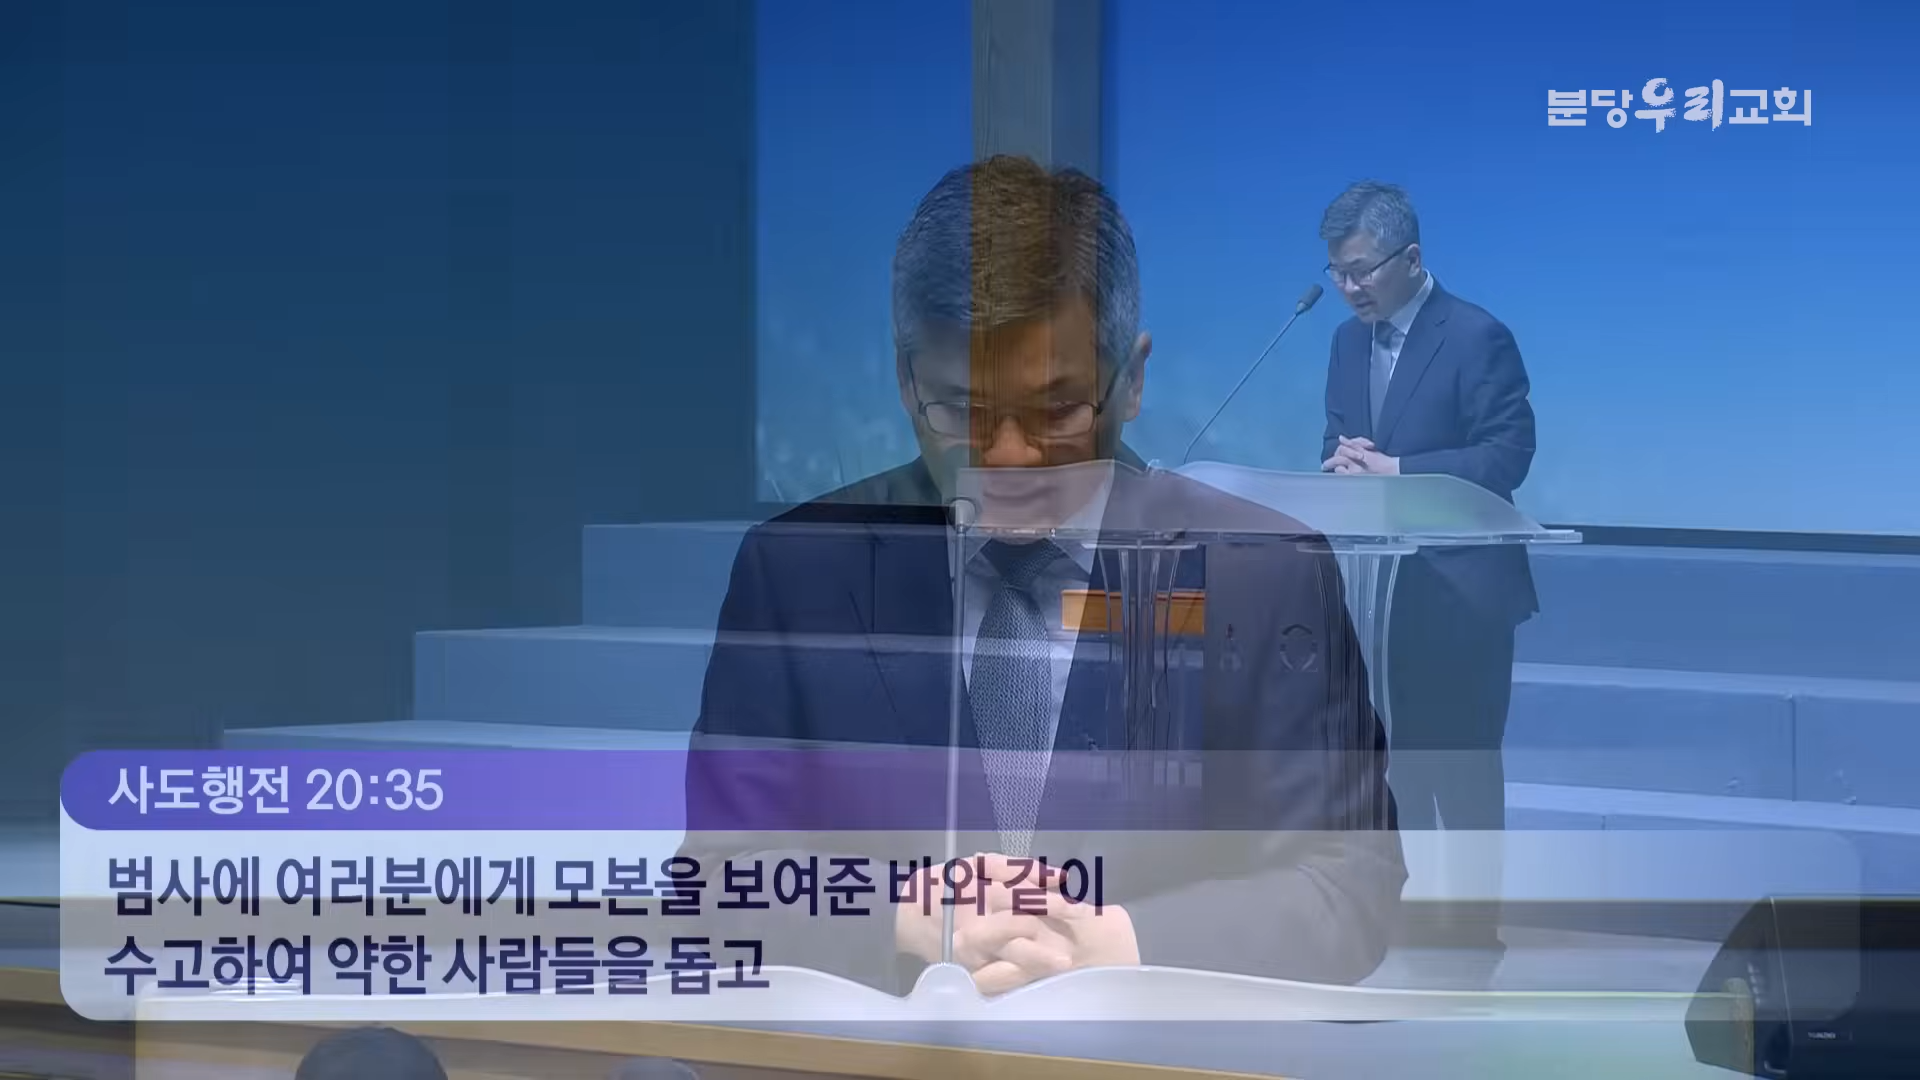 분당우리교회
사도행전 20:35
범사에 여러분에게 모본을 보여준 바와 같이
수고하여 약한 사람들을 돕고